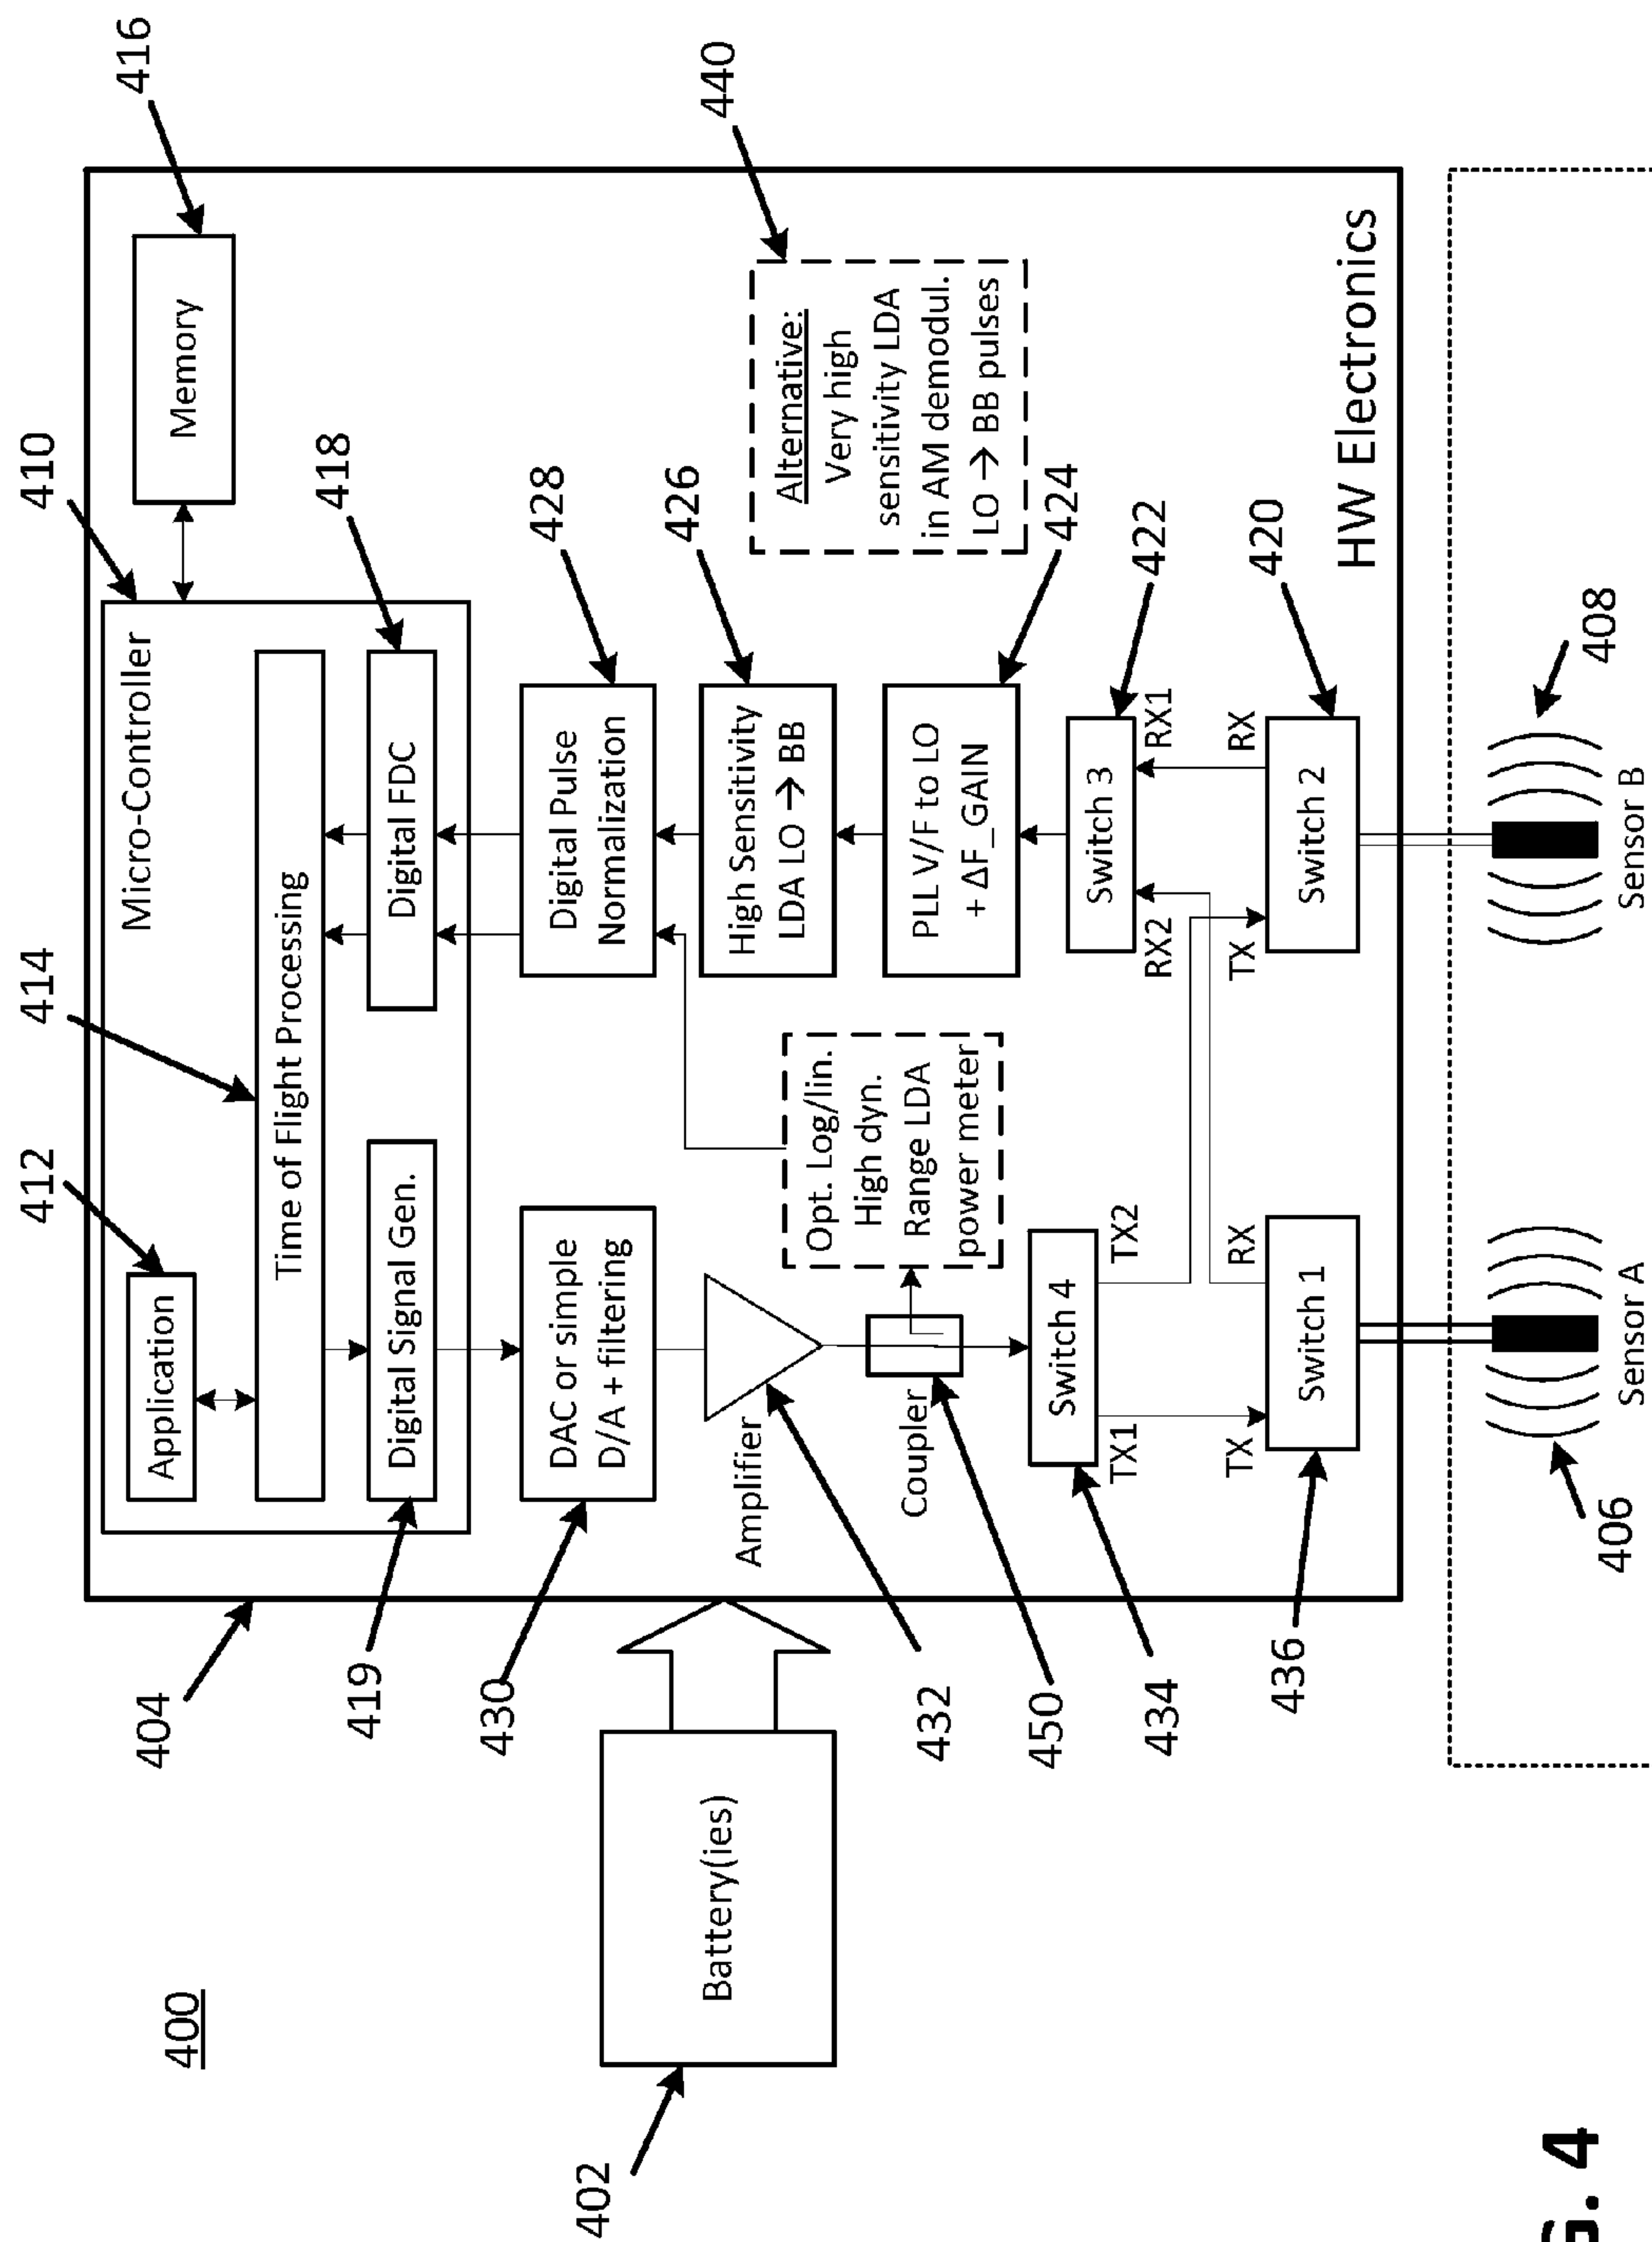 400
402
Battery(ies)
404
HW Electronics
410
Micro-Controller
412
Application
414
Time of Flight Processing
416
Memory
418
Digital FDC
419
Digital Signal Gen.
430
DAC or simple
D/A + filtering
428
Digital Pulse
Normalization
432
Amplifier
426
High Sensitivity
LDA LO → BB
440
Alternative:
Very high
sensitivity LDA
in AM demodul.
LO → BB pulses
450
Coupler
Opt. Log/lin.
High dyn.
Range LDA
power meter
424
PLL V/F to LO
+ ΔF_GAIN
434
Switch 4
TX1
TX2
422
Switch 3
RX2
RX1
436
TX
RX
Switch 1
420
TX
RX
Switch 2
406
Sensor A
408
Sensor B
G. 4